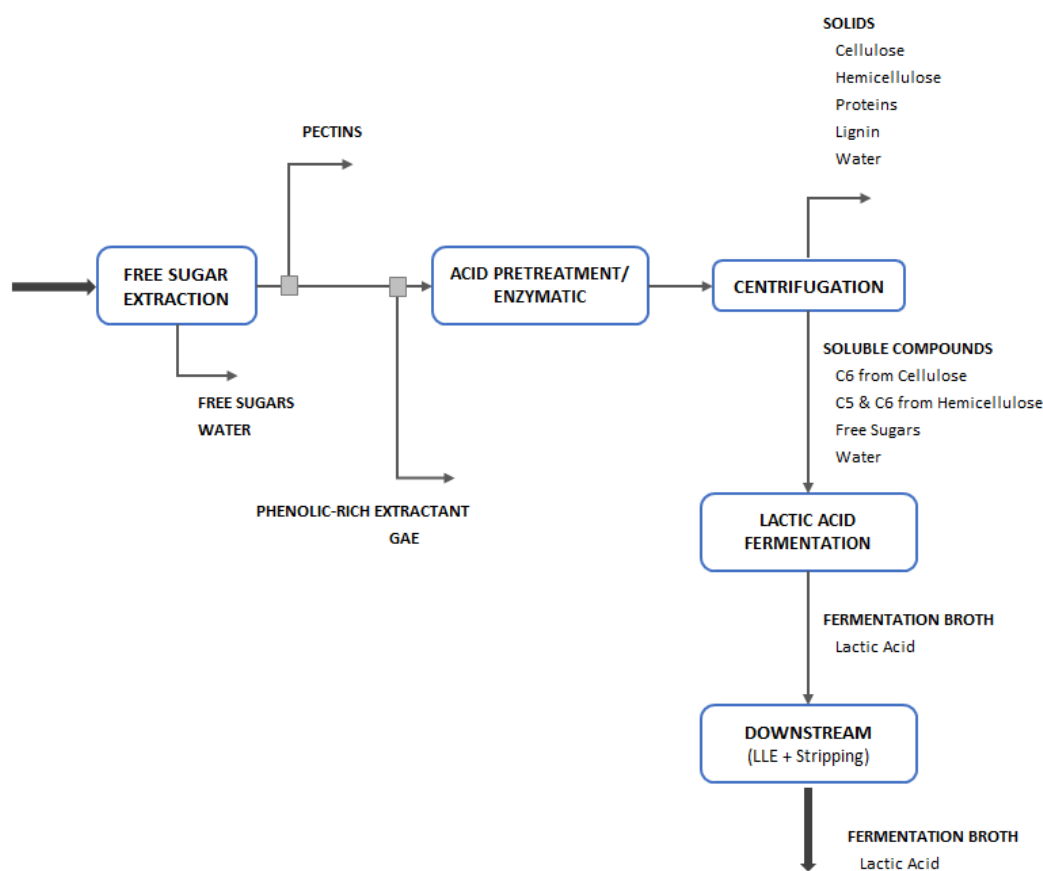 SOLIDS
Cellulose
Hemicellulose
Proteins
Lignin
Water
PECTINS
FREE SUGAR
EXTRACTION
ACID PRETREATMENT/
ENZYMATIC
CENTRIFUGATION
FREE SUGARS
WATER
SOLUBLE COMPOUNDS
C6 from Cellulose
C5 & C6 from Hemicellulose
Free Sugars
Water
PHENOLIC-RICH EXTRACTANT
GAE
LACTIC ACID
FERMENTATION
FERMENTATION BROTH
Lactic Acid
DOWNSTREAM
(LLE + Stripping)
FERMENTATION BROTH
Lactic Acid